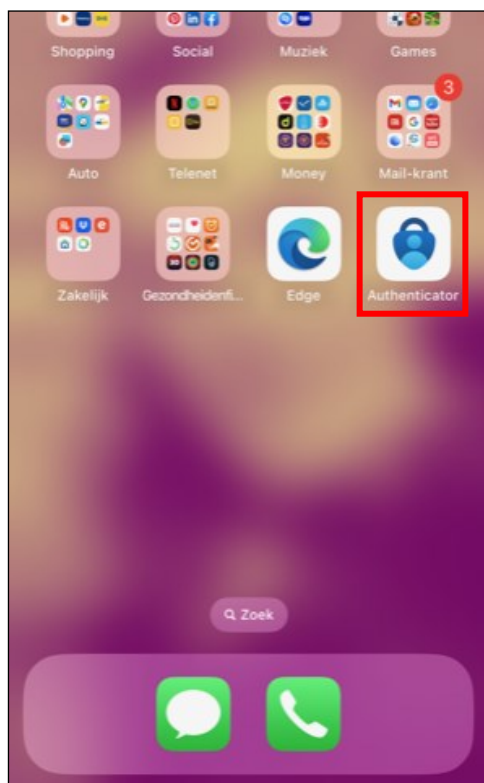 Shopping Social Muziek Games
3
Auto Telenet Money Mail-krant
Zakelijk Gezondheidenfi... Edge Authenticator
Zoek